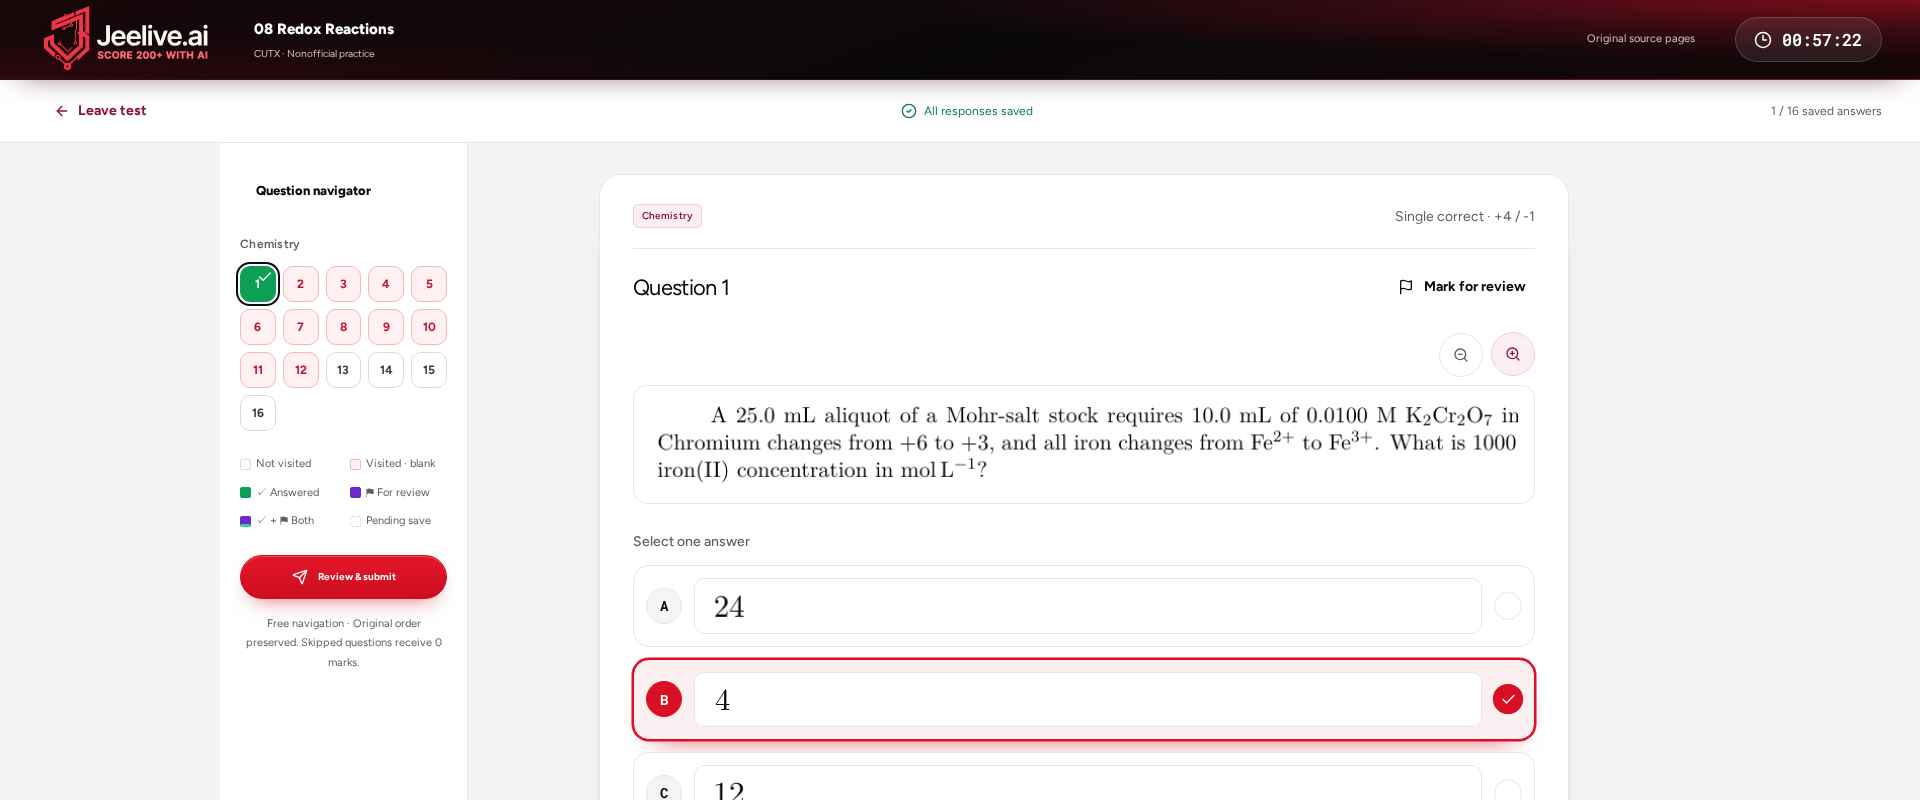 Jeelive.ai
SCORE 200+ WITH AI
08 Redox Reactions
CUTX · Nonofficial practice
Original source pages
00:57:22
Leave test
All responses saved
1 / 16 saved answers
Question navigator
Chemistry
1 2 3 4 5
6 7 8 9 10
11 12 13 14 15
16
Not visited
Visited · blank
✓ Answered
⚑ For review
✓ + ⚑ Both
Pending save
Review & submit
Free navigation · Original order
preserved. Skipped questions receive 0
marks.
Chemistry
Single correct · +4 / -1
Question 1
Mark for review
A 25.0 mL aliquot of a Mohr-salt stock requires 10.0 mL of 0.0100 M K₂Cr₂O₇ in
Chromium changes from +6 to +3, and all iron changes from Fe²⁺ to Fe³⁺. What is 1000
iron(II) concentration in mol L⁻¹?
Select one answer
A 24
B 4
C 12